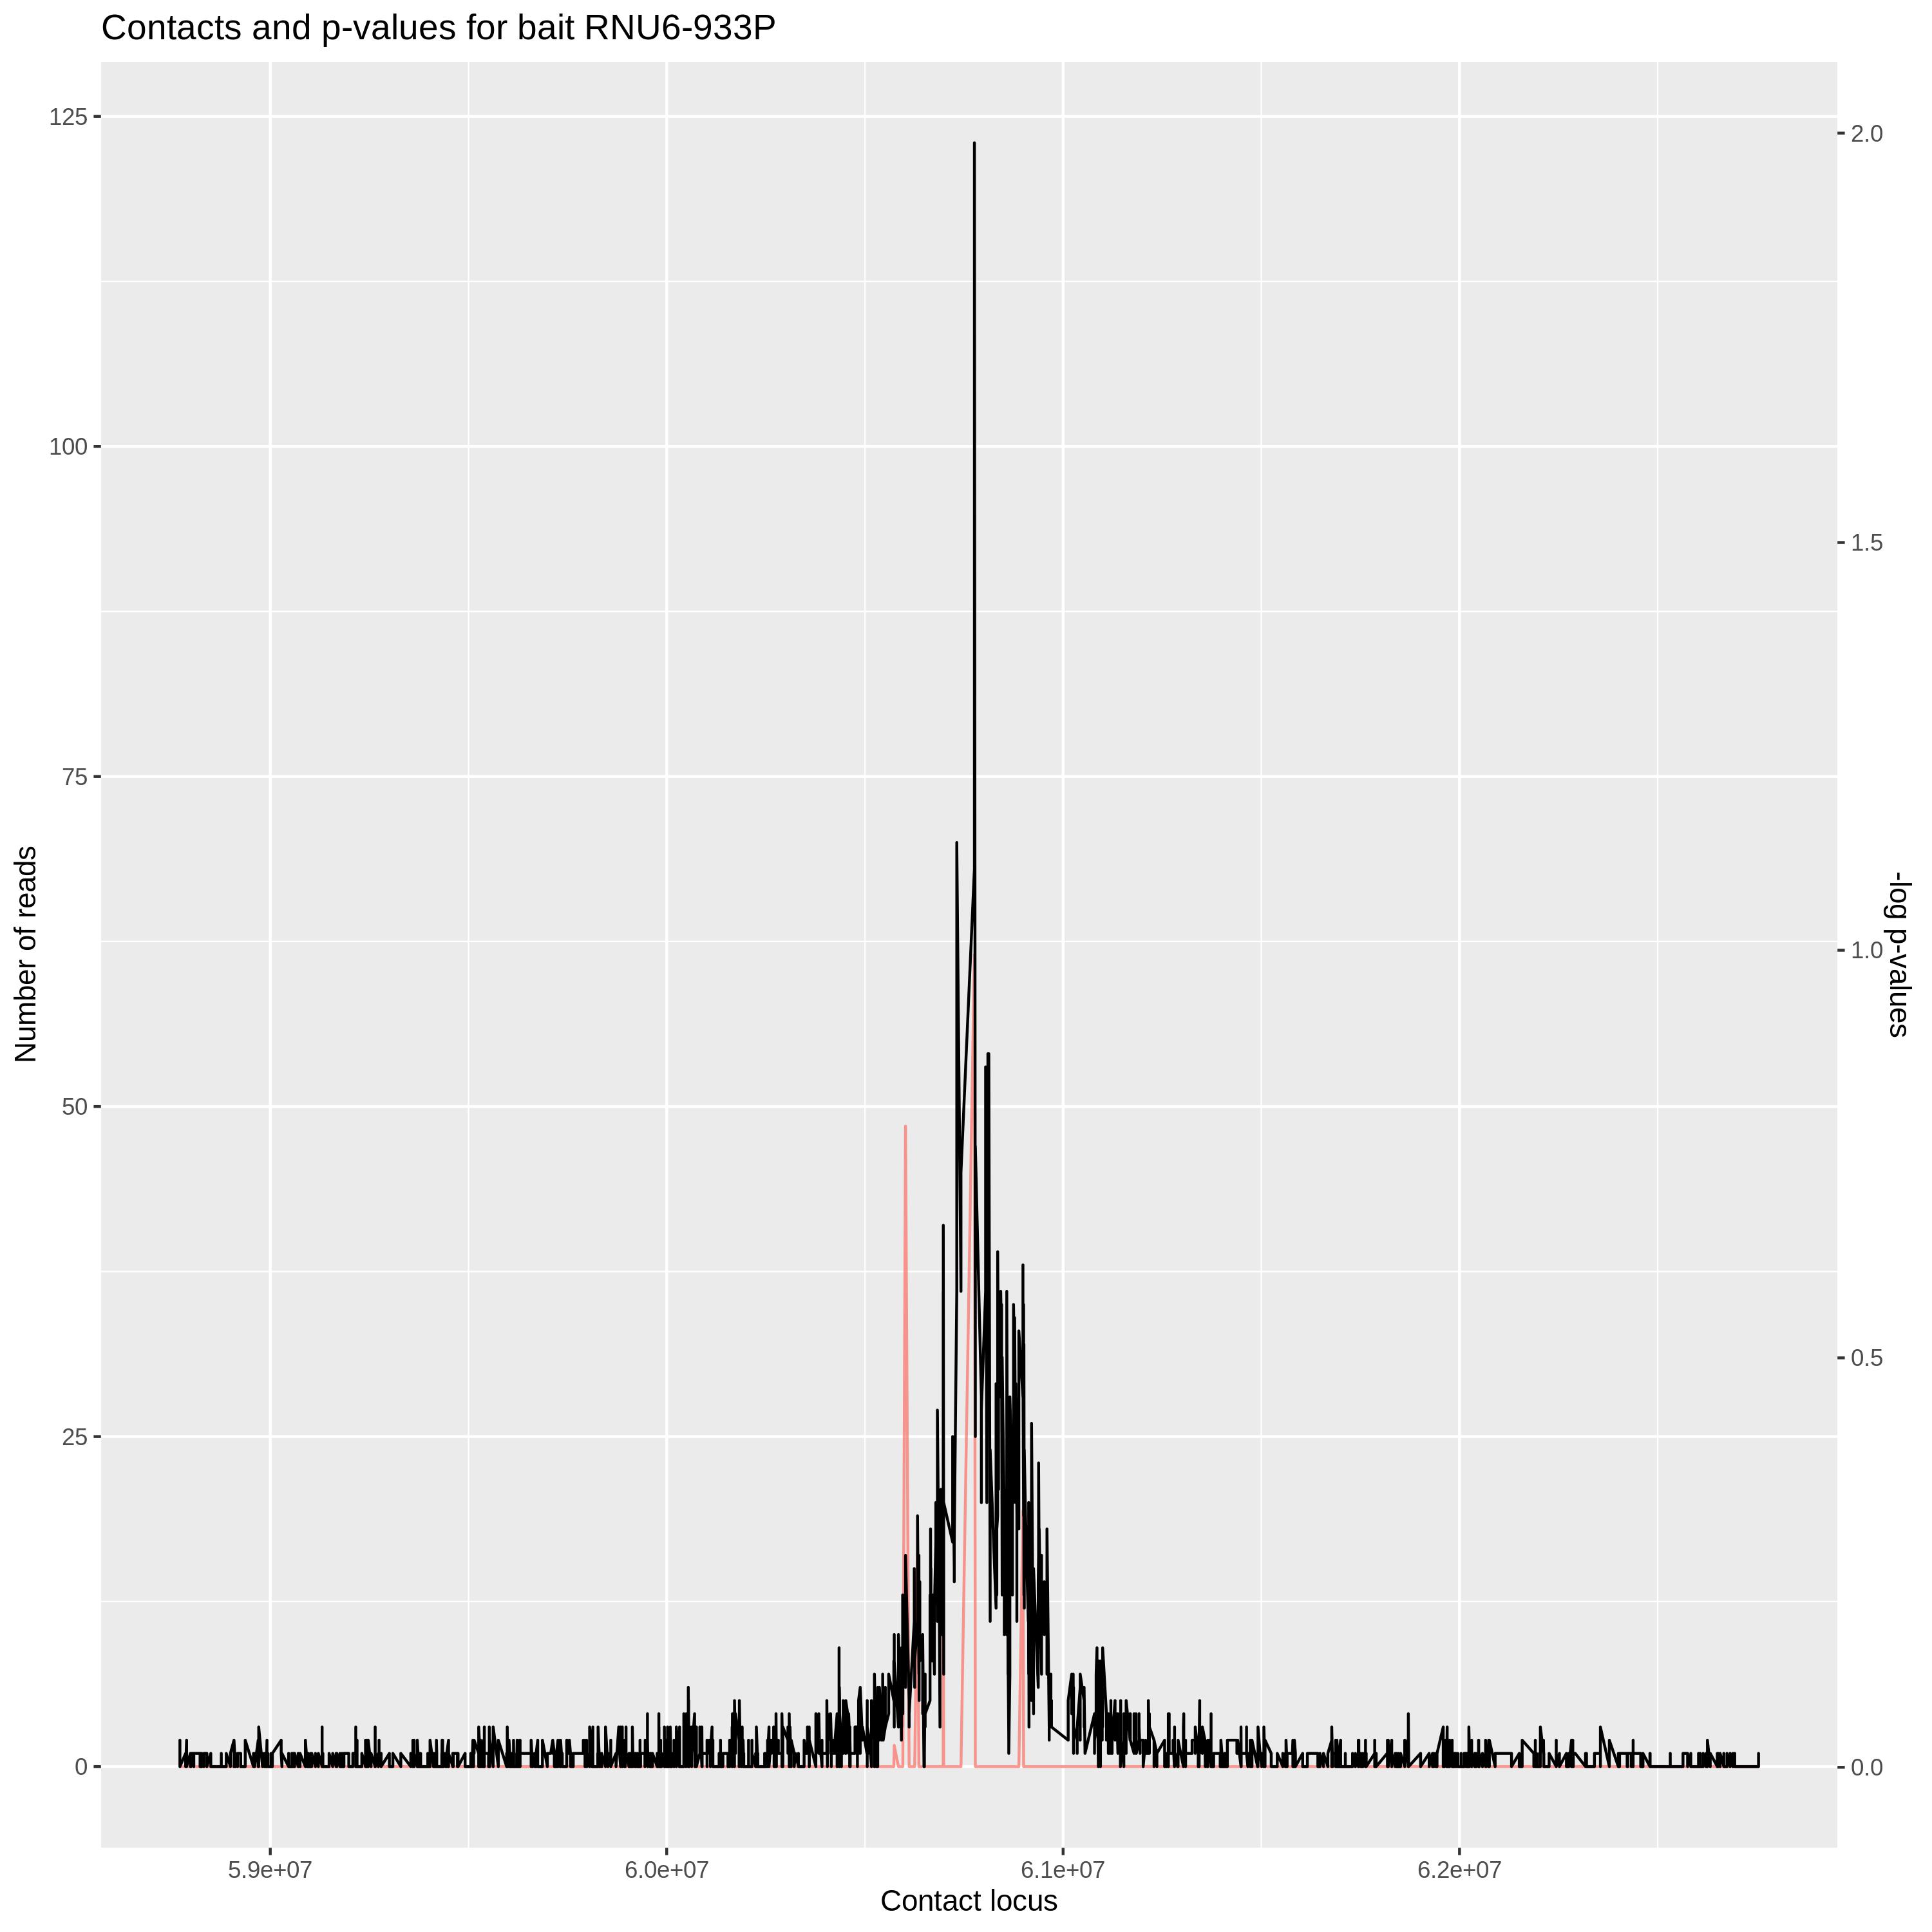 Contacts and p-values for bait RNU6-933P
125
100
75
50
25
0
Number of reads
2.0
1.5
1.0
0.5
0.0
-log p-values
5.9e+07 6.0e+07 6.1e+07 6.2e+07
Contact locus